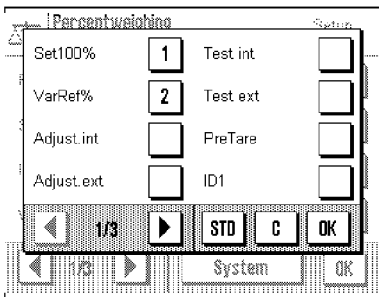 Percentweighing
Setup
Set100% 1 Test int
VarRef% 2 Test ext
Adjust.int PreTare
Adjust.ext ID1
1/3 STD C OK
1/3 System OK